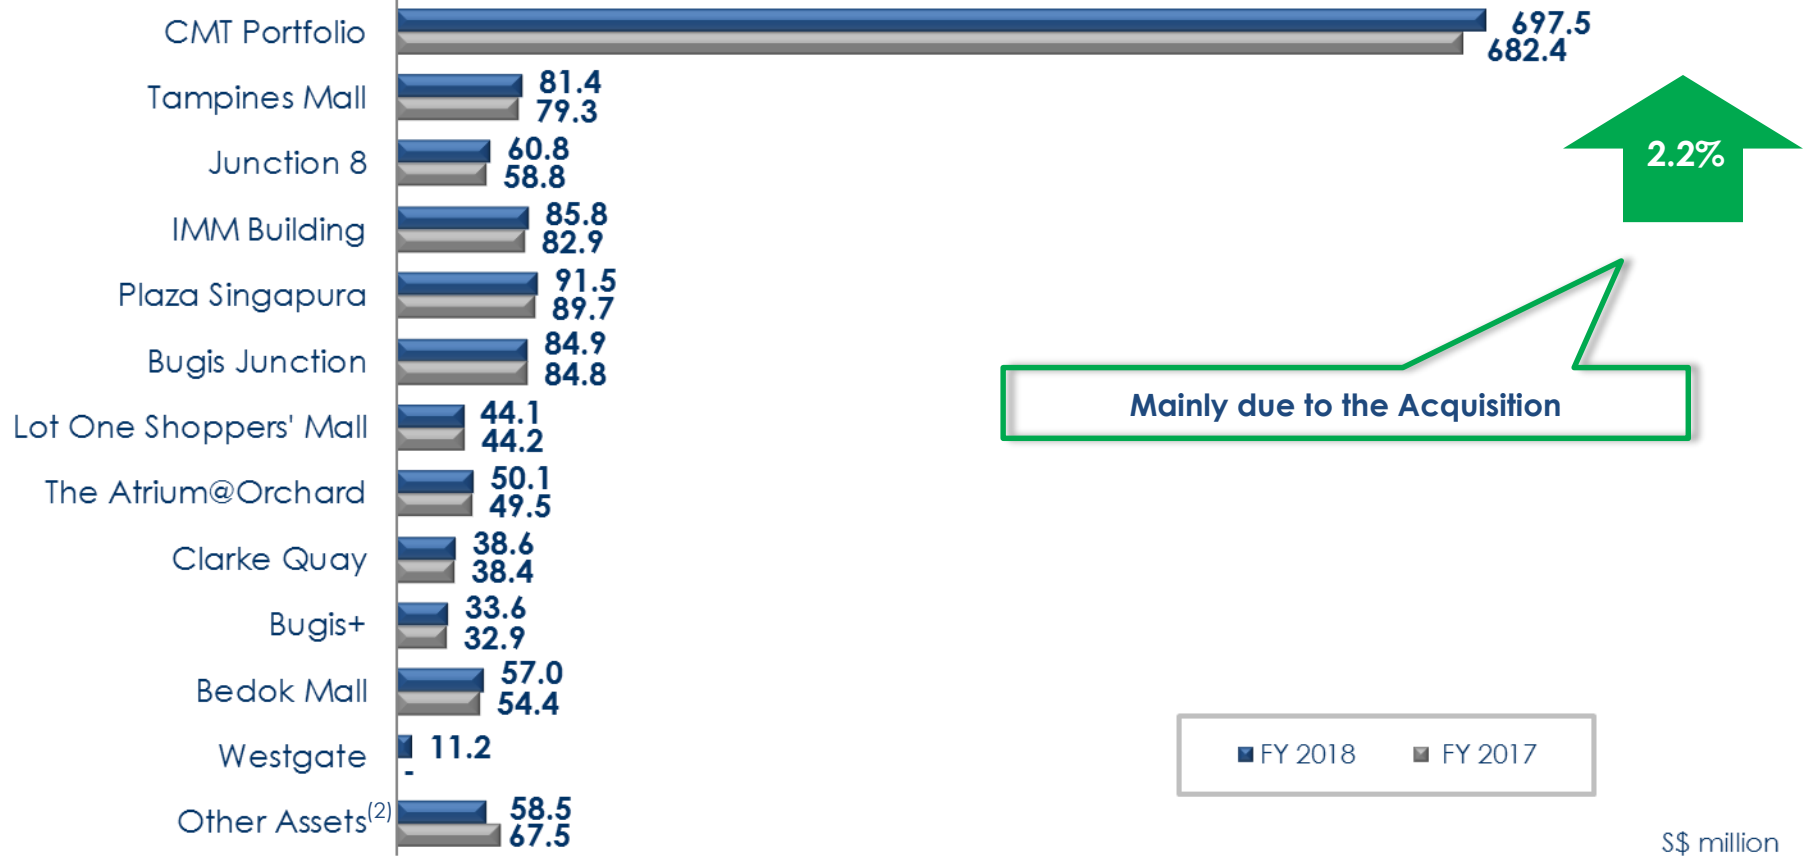 CMT Portfolio
697.5
682.4
Tampines Mall
81.4
79.3
2.2%
Junction 8
60.8
58.8
IMM Building
85.8
82.9
Plaza Singapura
91.5
89.7
Bugis Junction
84.9
84.8
Mainly due to the Acquisition
Lot One Shoppers' Mall
44.1
44.2
The Atrium@Orchard
50.1
49.5
Clarke Quay
38.6
38.4
Bugis+
33.6
32.9
Bedok Mall
57.0
54.4
Westgate
11.2
-
FY 2018 FY 2017
Other Assets(2)
58.5
67.5
S$ million